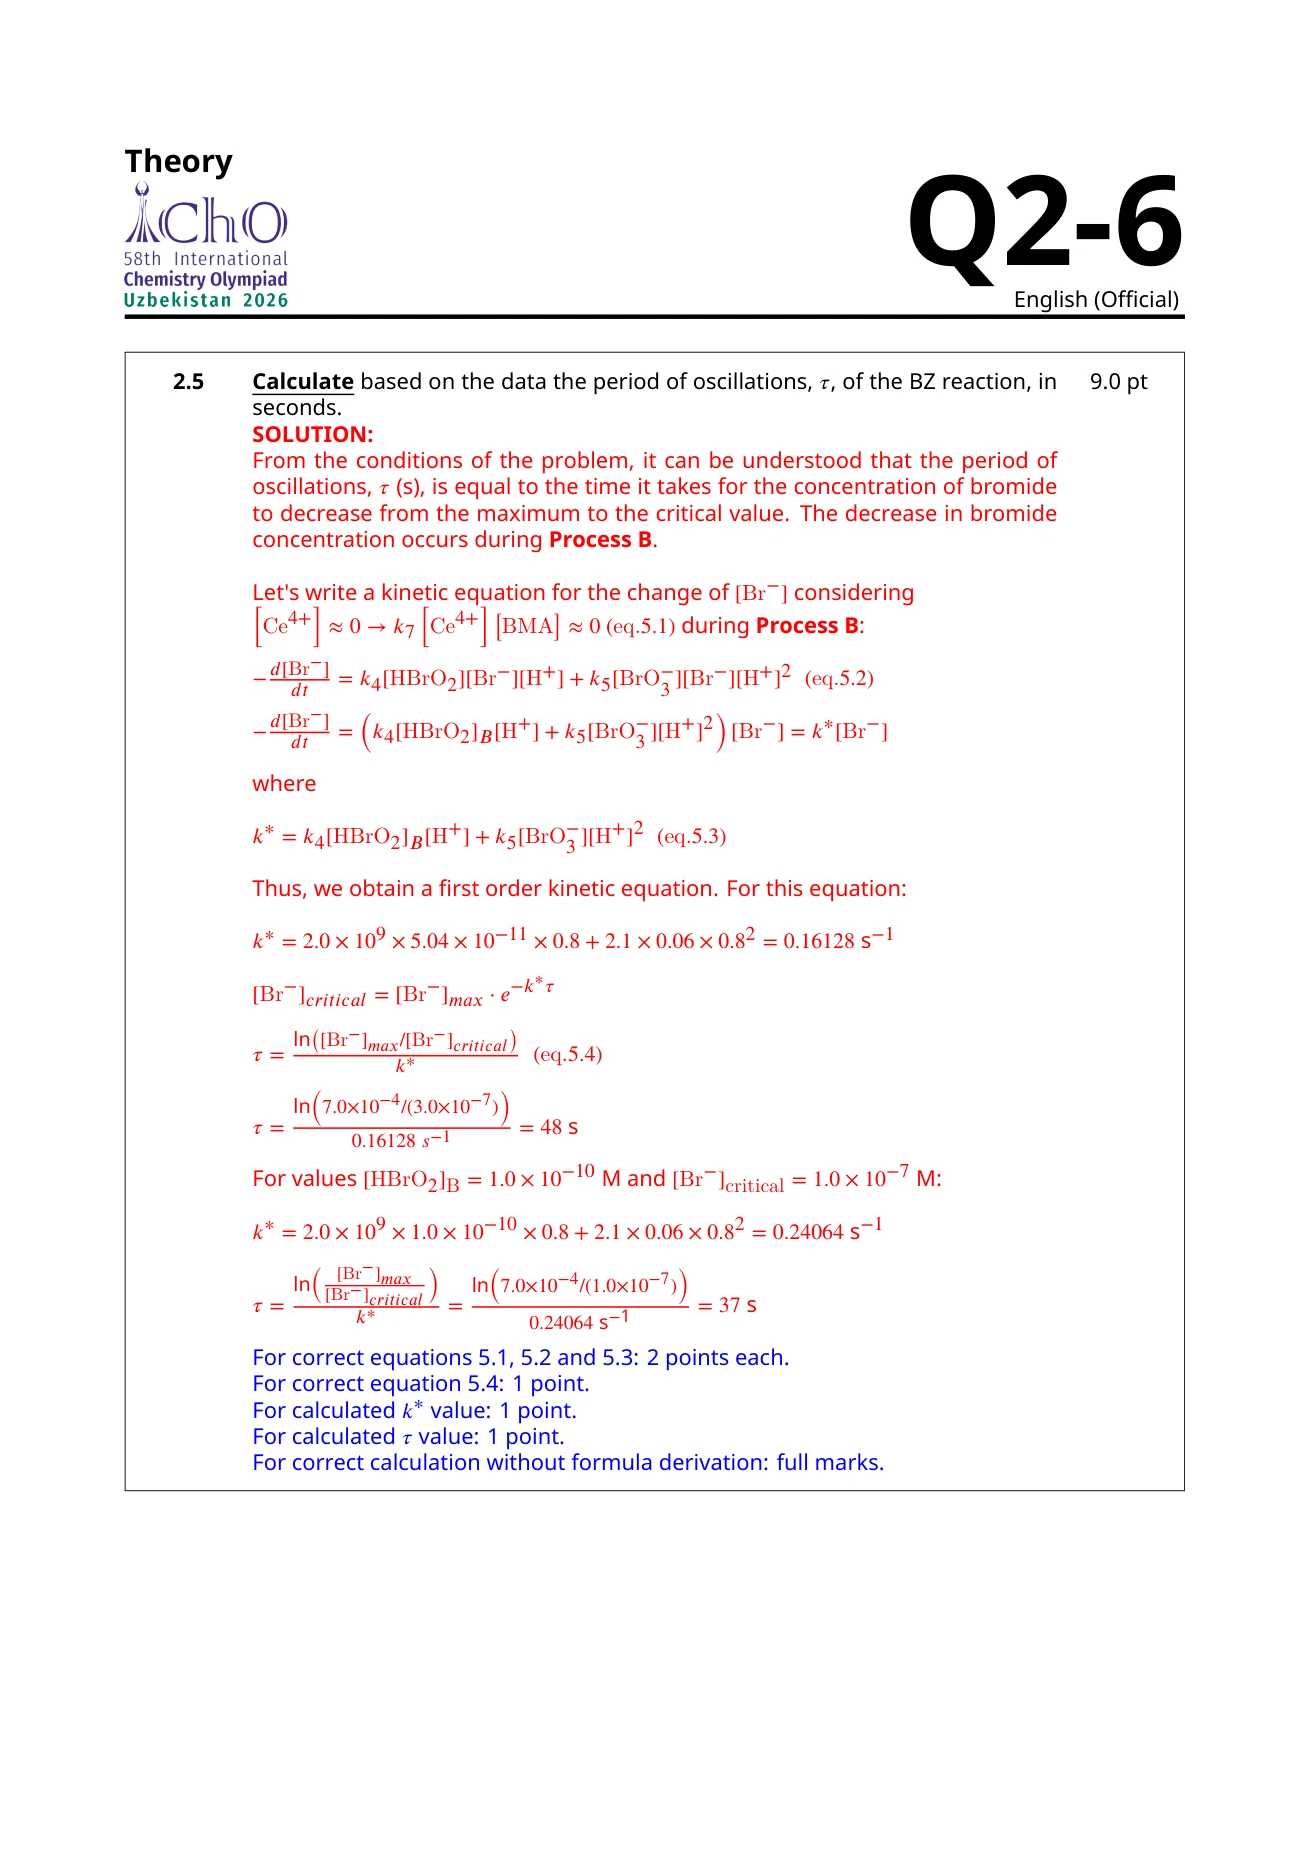 Theory
IChO
58th International
Chemistry Olympiad
Uzbekistan 2026
Q2-6
English (Official)
2.5 Calculate based on the data the period of oscillations, τ, of the BZ reaction, in 9.0 pt
seconds.
SOLUTION:
From the conditions of the problem, it can be understood that the period of
oscillations, τ (s), is equal to the time it takes for the concentration of bromide
to decrease from the maximum to the critical value. The decrease in bromide
concentration occurs during Process B.
Let's write a kinetic equation for the change of [Br⁻] considering
[Ce⁴⁺] ≈ 0 → k₇ [Ce⁴⁺] [BMA] ≈ 0 (eq.5.1) during Process B:
−d[Br⁻]/dt = k₄[HBrO₂][Br⁻][H⁺] + k₅[BrO₃⁻][Br⁻][H⁺]² (eq.5.2)
−d[Br⁻]/dt = (k₄[HBrO₂]_B[H⁺] + k₅[BrO₃⁻][H⁺]²) [Br⁻] = k*[Br⁻]
where
k* = k₄[HBrO₂]_B[H⁺] + k₅[BrO₃⁻][H⁺]² (eq.5.3)
Thus, we obtain a first order kinetic equation. For this equation:
k* = 2.0 × 10⁹ × 5.04 × 10⁻¹¹ × 0.8 + 2.1 × 0.06 × 0.8² = 0.16128 s⁻¹
[Br⁻]_critical = [Br⁻]_max · e^(−k*τ)
τ = ln([Br⁻]_max/[Br⁻]_critical)/k* (eq.5.4)
τ = ln(7.0×10⁻⁴/(3.0×10⁻⁷))/0.16128 s⁻¹ = 48 s
For values [HBrO₂]_B = 1.0 × 10⁻¹⁰ M and [Br⁻]_critical = 1.0 × 10⁻⁷ M:
k* = 2.0 × 10⁹ × 1.0 × 10⁻¹⁰ × 0.8 + 2.1 × 0.06 × 0.8² = 0.24064 s⁻¹
τ = ln([Br⁻]_max/[Br⁻]_critical)/k* = ln(7.0×10⁻⁴/(1.0×10⁻⁷))/0.24064 s⁻¹ = 37 s
For correct equations 5.1, 5.2 and 5.3: 2 points each.
For correct equation 5.4: 1 point.
For calculated k* value: 1 point.
For calculated τ value: 1 point.
For correct calculation without formula derivation: full marks.